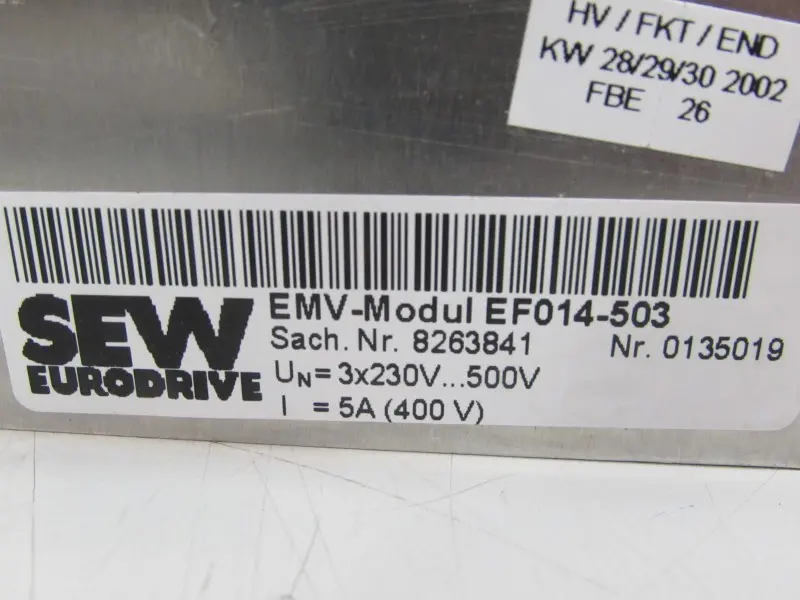 HV / FKT / END
KW 28/29/30 2002
FBE 26
SEW
EURODRIVE
EMV-Modul EF014-503
Sach. Nr. 8263841 Nr. 0135019
UN = 3x230V...500V
I = 5A (400 V)